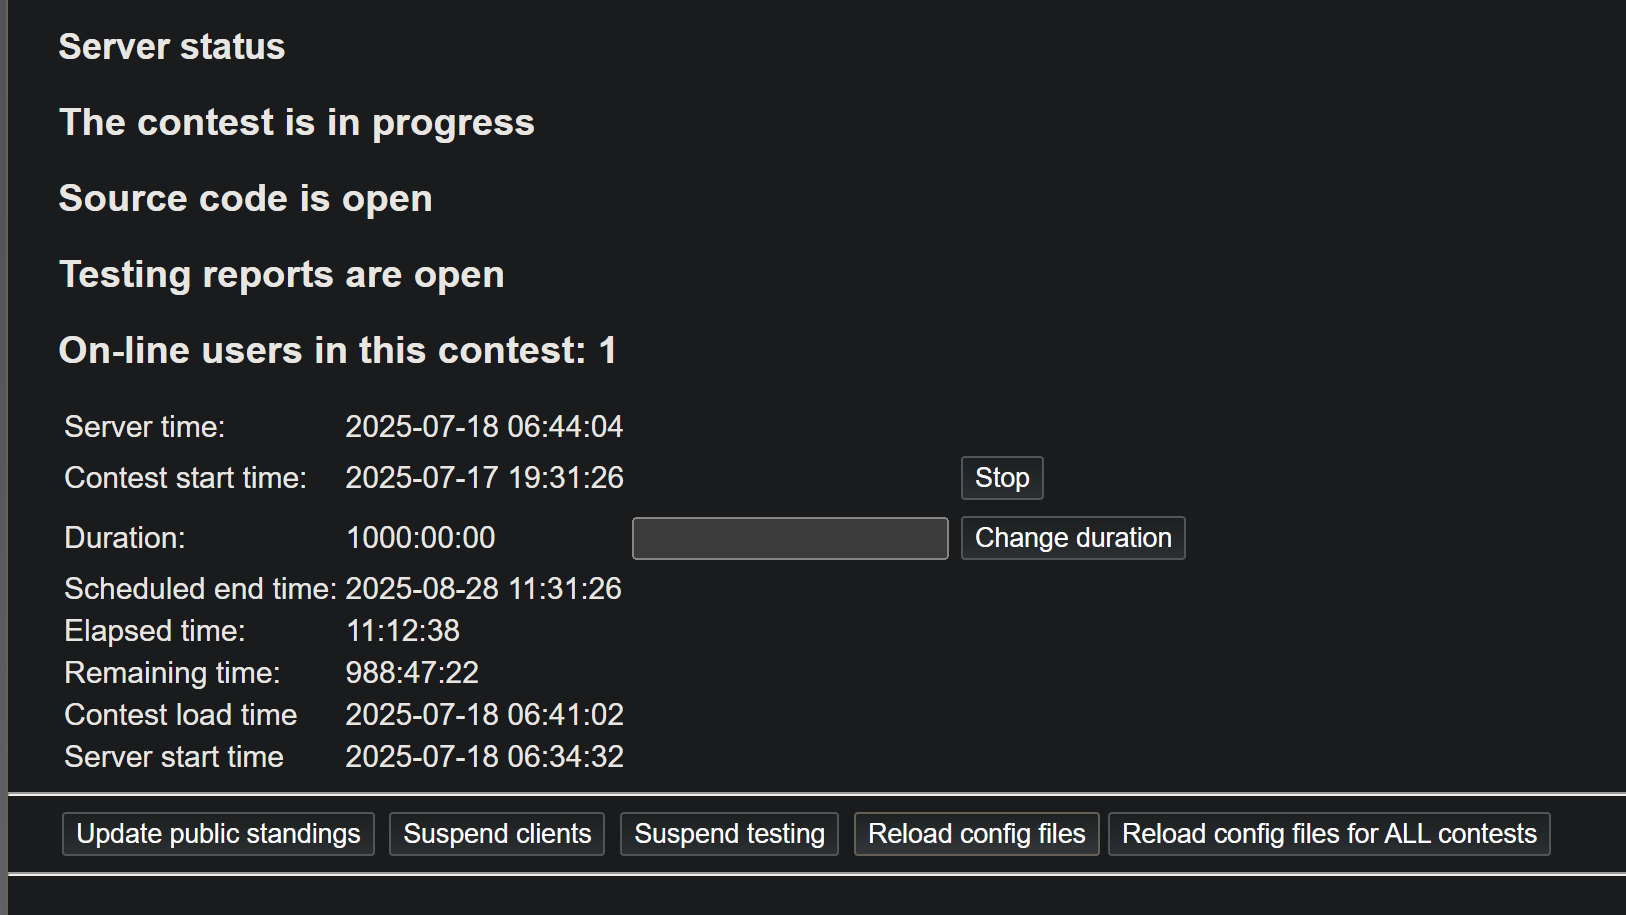 Server status
The contest is in progress
Source code is open
Testing reports are open
On-line users in this contest: 1
Server time: 2025-07-18 06:44:04
Contest start time: 2025-07-17 19:31:26 Stop
Duration: 1000:00:00 Change duration
Scheduled end time: 2025-08-28 11:31:26
Elapsed time: 11:12:38
Remaining time: 988:47:22
Contest load time 2025-07-18 06:41:02
Server start time 2025-07-18 06:34:32
Update public standings Suspend clients Suspend testing Reload config files Reload config files for ALL contests